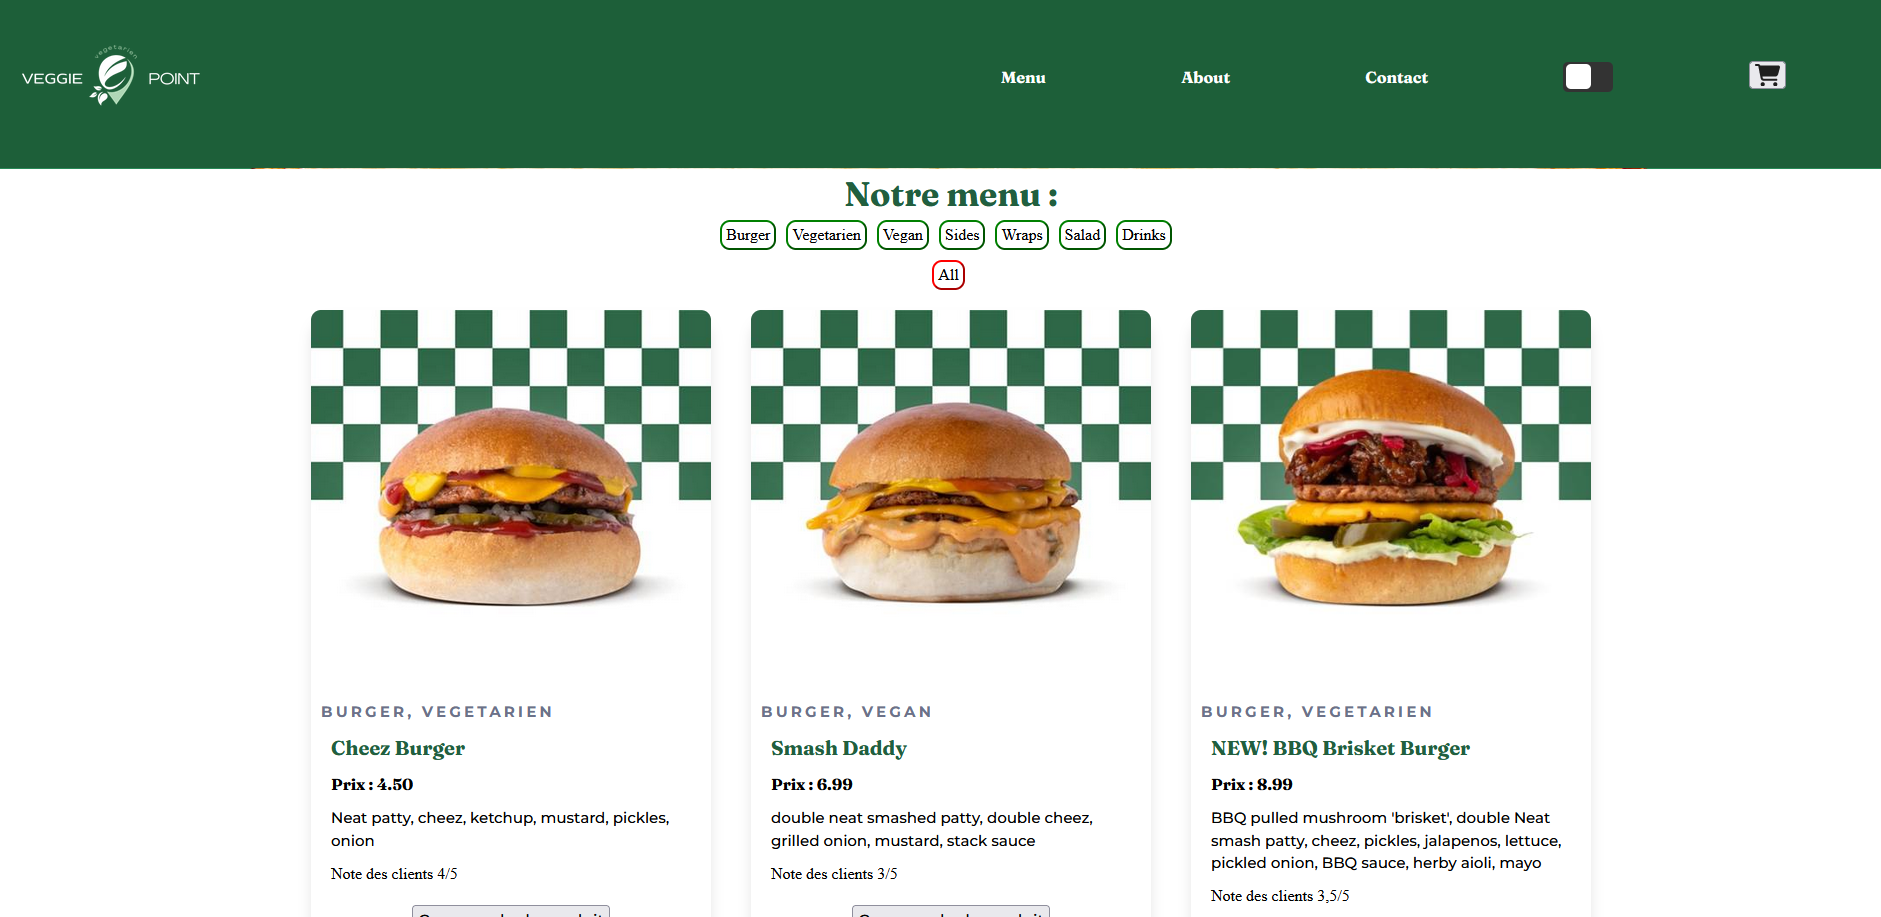 vegetarien
VEGGIE POINT
Menu
About
Contact
Notre menu :
Burger
Vegetarien
Vegan
Sides
Wraps
Salad
Drinks
All
BURGER, VEGETARIEN
Cheez Burger
Prix : 4.50
Neat patty, cheez, ketchup, mustard, pickles,
onion
Note des clients 4/5
BURGER, VEGAN
Smash Daddy
Prix : 6.99
double neat smashed patty, double cheez,
grilled onion, mustard, stack sauce
Note des clients 3/5
BURGER, VEGETARIEN
NEW! BBQ Brisket Burger
Prix : 8.99
BBQ pulled mushroom 'brisket', double Neat
smash patty, cheez, pickles, jalapenos, lettuce,
pickled onion, BBQ sauce, herby aioli, mayo
Note des clients 3,5/5